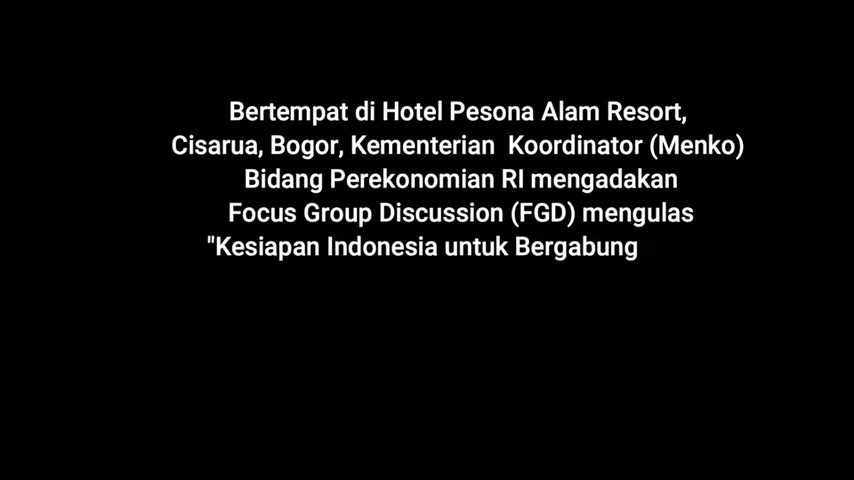 Bertempat di Hotel Pesona Alam Resort,
Cisarua, Bogor, Kementerian Koordinator (Menko)
Bidang Perekonomian RI mengadakan
Focus Group Discussion (FGD) mengulas
"Kesiapan Indonesia untuk Bergabung